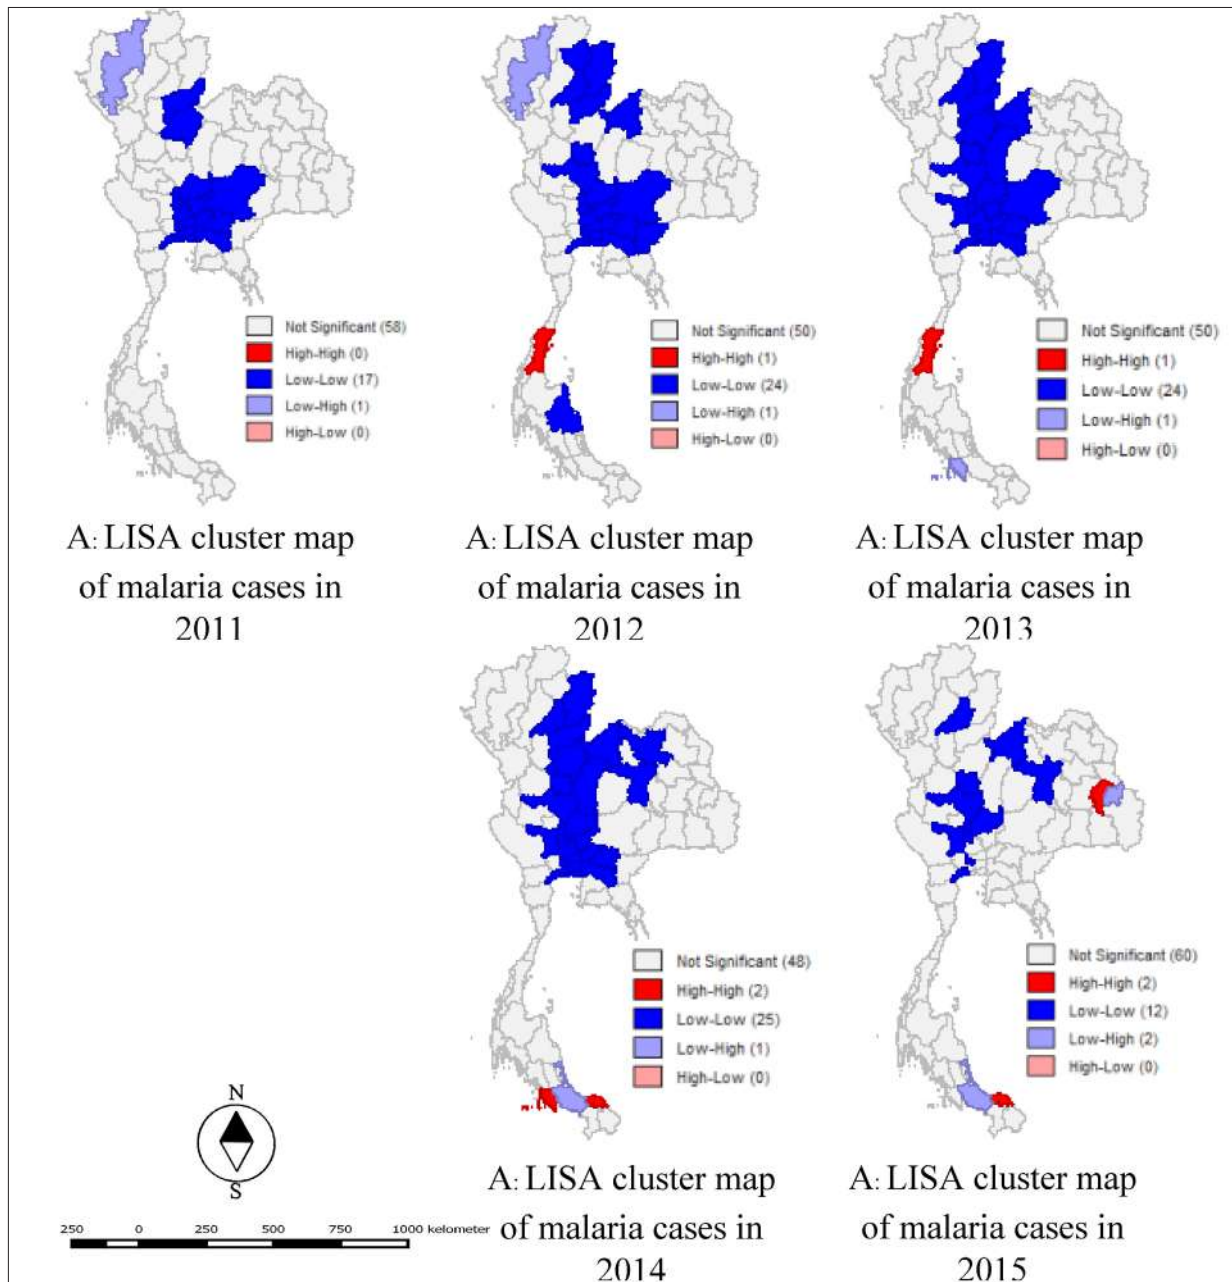 Not Significant (58)
High-High (0)
Low-Low (17)
Low-High (1)
High-Low (0)
A: LISA cluster map
of malaria cases in
2011
Not Significant (50)
High-High (1)
Low-Low (24)
Low-High (1)
High-Low (0)
A: LISA cluster map
of malaria cases in
2012
Not Significant (50)
High-High (1)
Low-Low (24)
Low-High (1)
High-Low (0)
A: LISA cluster map
of malaria cases in
2013
Not Significant (48)
High-High (2)
Low-Low (25)
Low-High (1)
High-Low (0)
A: LISA cluster map
of malaria cases in
2014
Not Significant (60)
High-High (2)
Low-Low (12)
Low-High (2)
High-Low (0)
A: LISA cluster map
of malaria cases in
2015
N
S
250 0 250 500 1000 kelometer